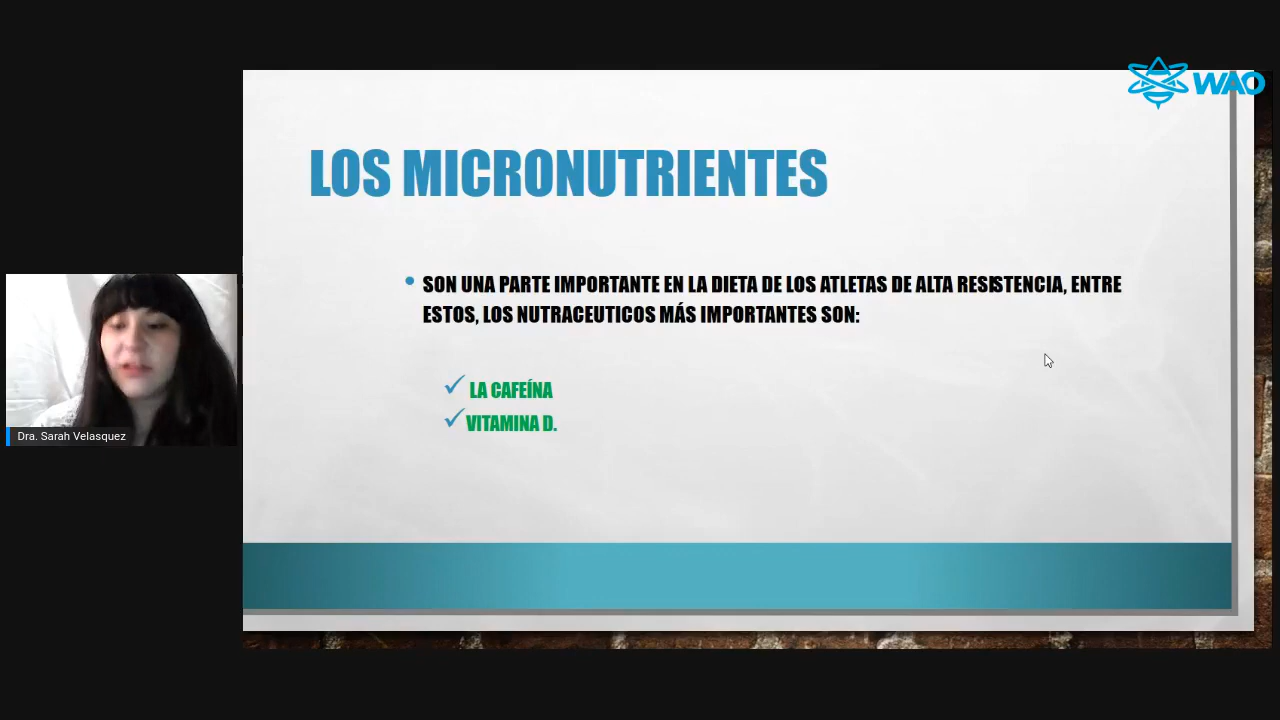 WAO
LOS MICRONUTRIENTES
• SON UNA PARTE IMPORTANTE EN LA DIETA DE LOS ATLETAS DE ALTA RESISTENCIA, ENTRE
ESTOS, LOS NUTRACEUTICOS MÁS IMPORTANTES SON:
✓ LA CAFEÍNA
✓ VITAMINA D.
Dra. Sarah Velasquez